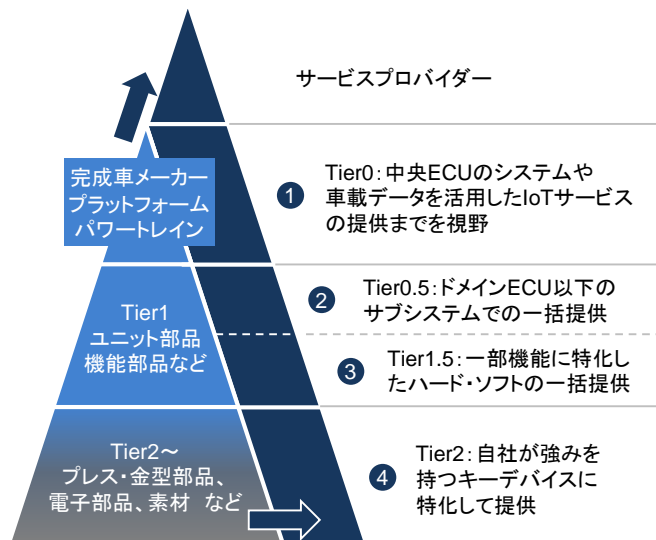 サービスプロバイダー
完成車メーカー
プラットフォーム
パワートレイン
1
Tier0:中央ECUのシステムや
車載データを活用したIoTサービス
の提供までを視野
Tier1
ユニット部品
機能部品など
2
Tier0.5:ドメインECU以下の
サブシステムでの一括提供
3
Tier1.5:一部機能に特化し
たハード・ソフトの一括提供
Tier2~
プレス・金型部品、
電子部品、素材 など
4
Tier2:自社が強みを
持つキーデバイスに
特化して提供